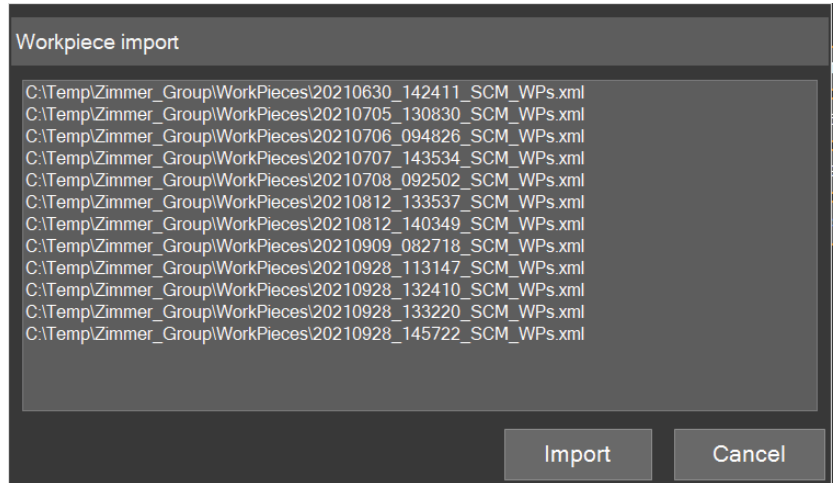 Workpiece import
C:\Temp\Zimmer_Group\WorkPieces\20210630_142411_SCM_WPs.xml
C:\Temp\Zimmer_Group\WorkPieces\20210705_130830_SCM_WPs.xml
C:\Temp\Zimmer_Group\WorkPieces\20210706_094826_SCM_WPs.xml
C:\Temp\Zimmer_Group\WorkPieces\20210707_143534_SCM_WPs.xml
C:\Temp\Zimmer_Group\WorkPieces\20210708_092502_SCM_WPs.xml
C:\Temp\Zimmer_Group\WorkPieces\20210812_133537_SCM_WPs.xml
C:\Temp\Zimmer_Group\WorkPieces\20210812_140349_SCM_WPs.xml
C:\Temp\Zimmer_Group\WorkPieces\20210909_082718_SCM_WPs.xml
C:\Temp\Zimmer_Group\WorkPieces\20210928_113147_SCM_WPs.xml
C:\Temp\Zimmer_Group\WorkPieces\20210928_132410_SCM_WPs.xml
C:\Temp\Zimmer_Group\WorkPieces\20210928_133220_SCM_WPs.xml
C:\Temp\Zimmer_Group\WorkPieces\20210928_145722_SCM_WPs.xml
Import Cancel